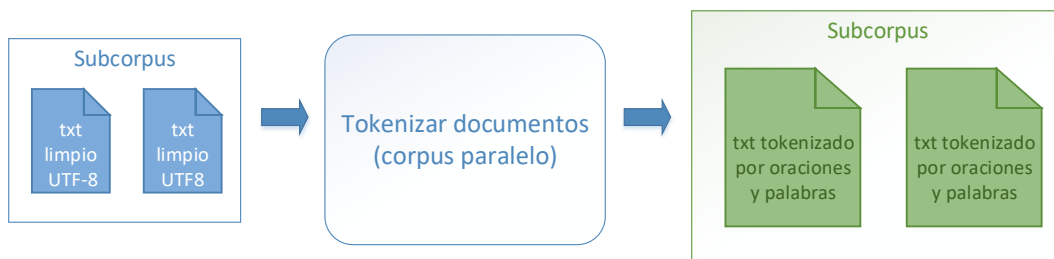 Subcorpus
txt
limpio
UTF-8
txt
limpio
UTF8
Tokenizar documentos
(corpus paralelo)
Subcorpus
txt tokenizado
por oraciones
y palabras
txt tokenizado
por oraciones
y palabras